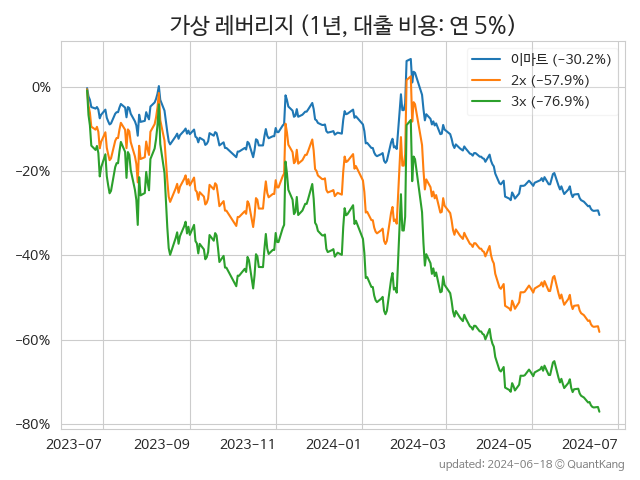 가상 레버리지 (1년, 대출 비용: 연 5%)
이마트 (−30.2%)
2x (−57.9%)
3x (−76.9%)
0%
−20%
−40%
−60%
−80%
2023-07 2023-09 2023-11 2024-01 2024-03 2024-05 2024-07
updated: 2024-06-18 © QuantKang